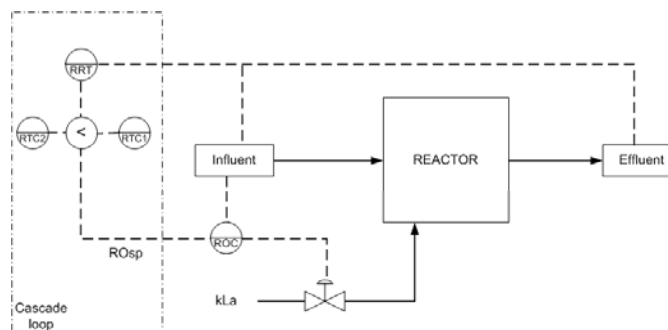 RRT
RTC2
<
RTC1
Influent
REACTOR
Effluent
ROC
ROsp
kLa
Cascade
loop